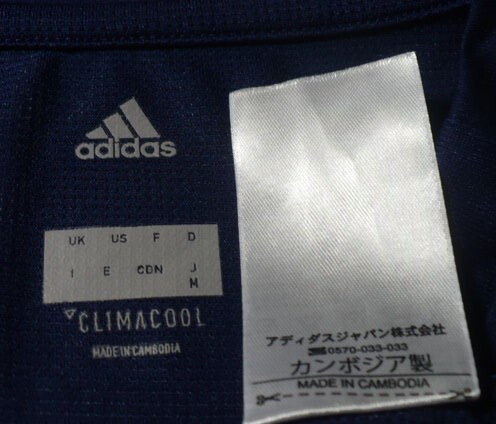 adidas
UK US F D
I E CDN J
M
CLIMACOOL
MADE IN CAMBODIA
アディダスジャパン株式会社
0570-033-033
カンボジア製
MADE IN CAMBODIA